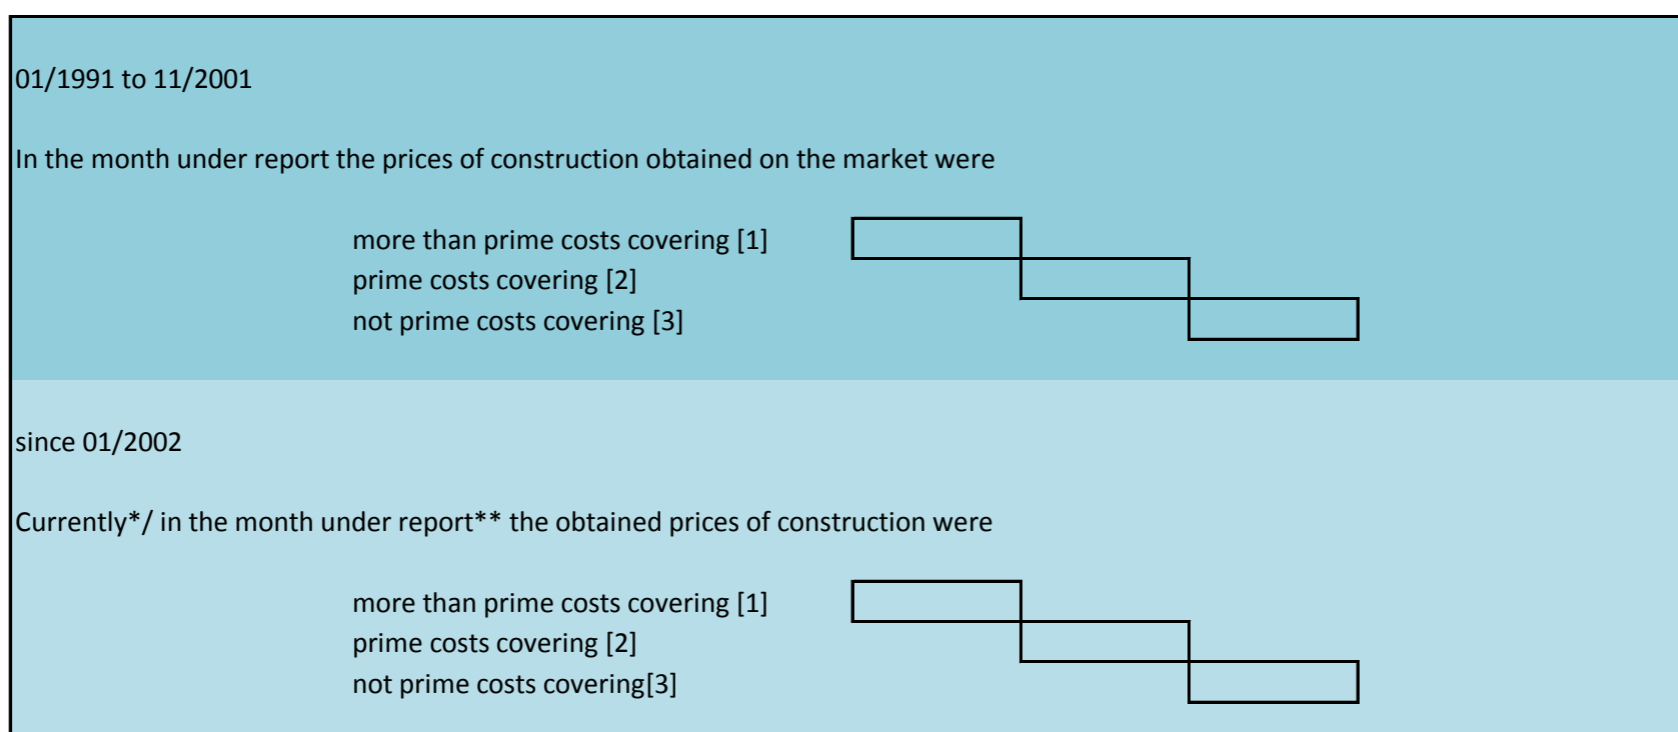 01/1991 to 11/2001
In the month under report the prices of construction obtained on the market were
more than prime costs covering [1]
prime costs covering [2]
not prime costs covering [3]
since 01/2002
Currently*/ in the month under report** the obtained prices of construction were
more than prime costs covering [1]
prime costs covering [2]
not prime costs covering[3]